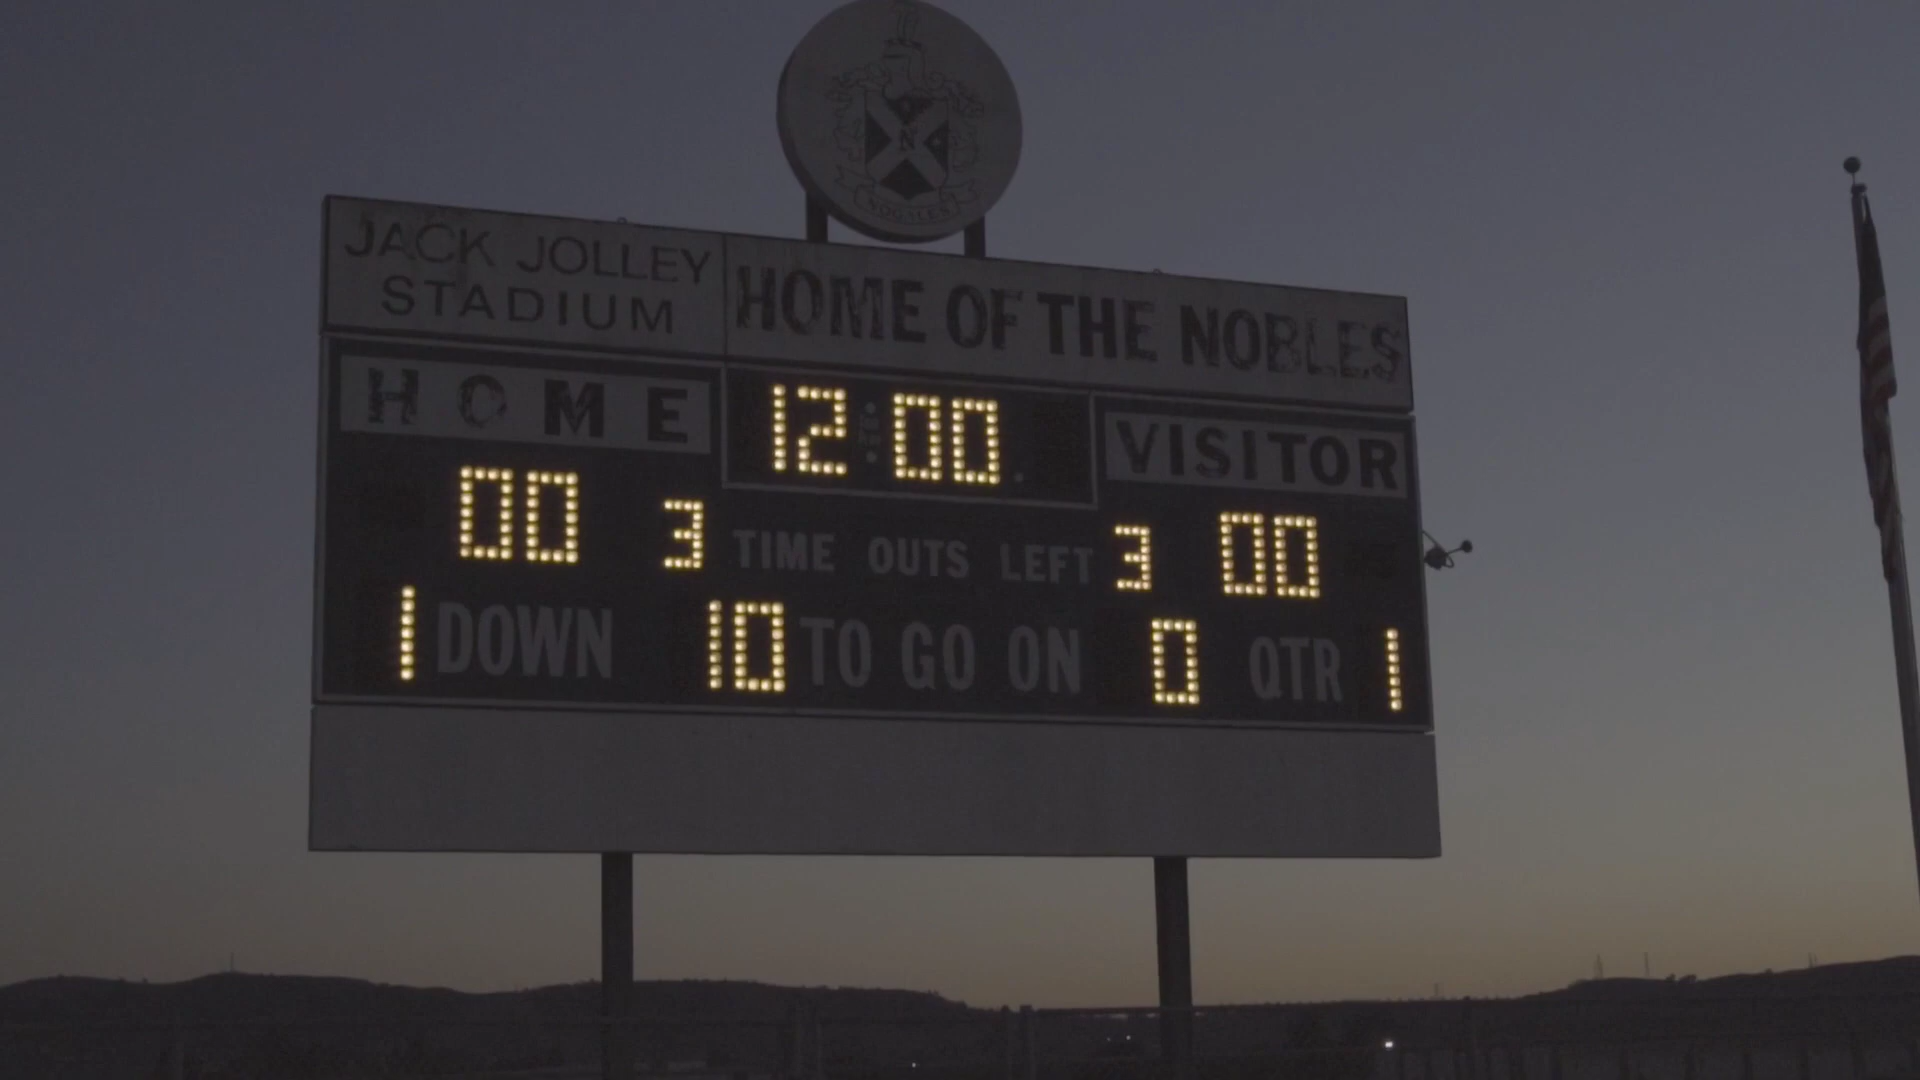 N
NOGALES
JACK JOLLEY
STADIUM
HOME OF THE NOBLES
HOME
12:00
VISITOR
00 3 TIME OUTS LEFT 3 00
1 DOWN 10 TO GO ON 0 QTR 1